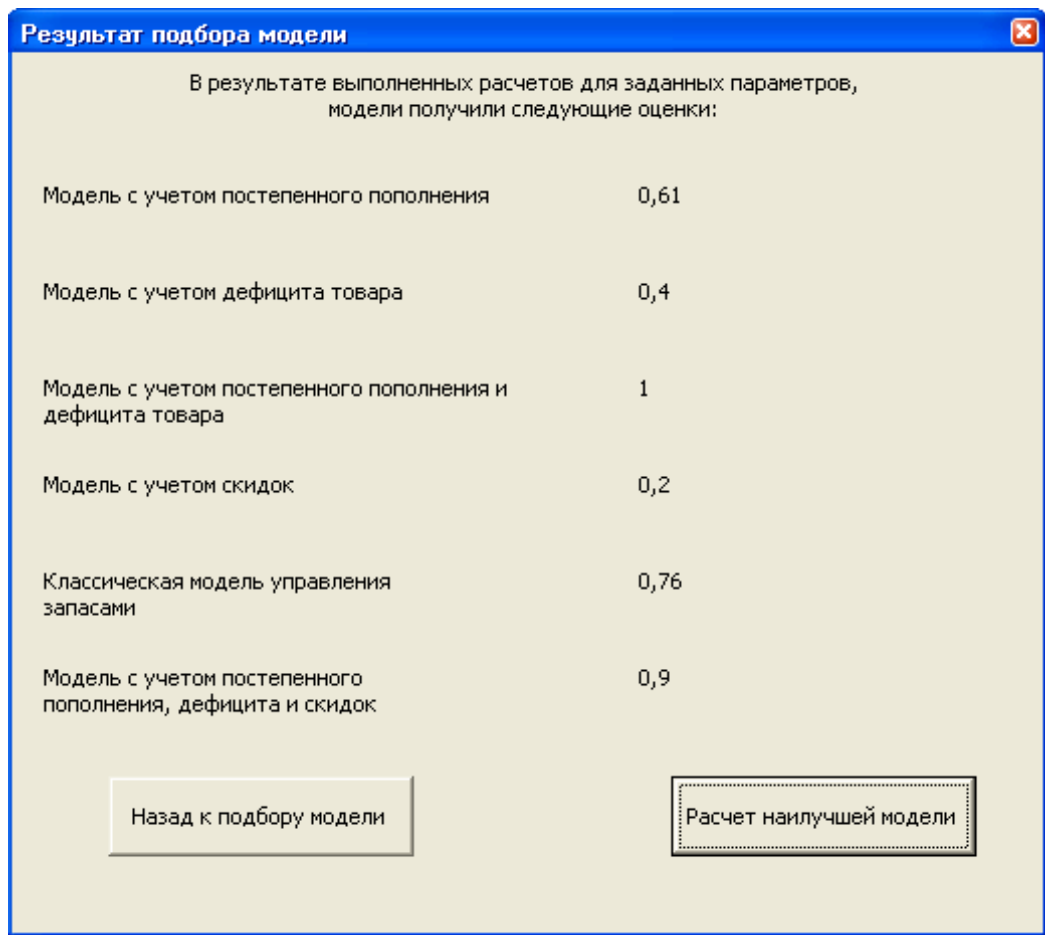 Результат подбора модели
В результате выполненных расчетов для заданных параметров,
модели получили следующие оценки:
Модель с учетом постепенного пополнения 0,61
Модель с учетом дефицита товара 0,4
Модель с учетом постепенного пополнения и 1
дефицита товара
Модель с учетом скидок 0,2
Классическая модель управления 0,76
запасами
Модель с учетом постепенного 0,9
пополнения, дефицита и скидок
Назад к подбору модели Расчет наилучшей модели